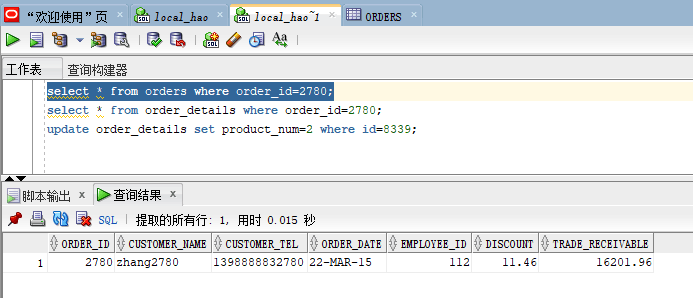 “欢迎使用”页 local_hao local_hao~1 ORDERS
工作表 查询构建器
select * from orders where order_id=2780;
select * from order_details where order_id=2780;
update order_details set product_num=2 where id=8339;
脚本输出 x 查询结果 x
SQL | 提取的所有行: 1, 用时 0.015 秒
ORDER_ID CUSTOMER_NAME CUSTOMER_TEL ORDER_DATE EMPLOYEE_ID DISCOUNT TRADE_RECEIVABLE
1 2780 zhang2780 1398888832780 22-MAR-15 112 11.46 16201.96